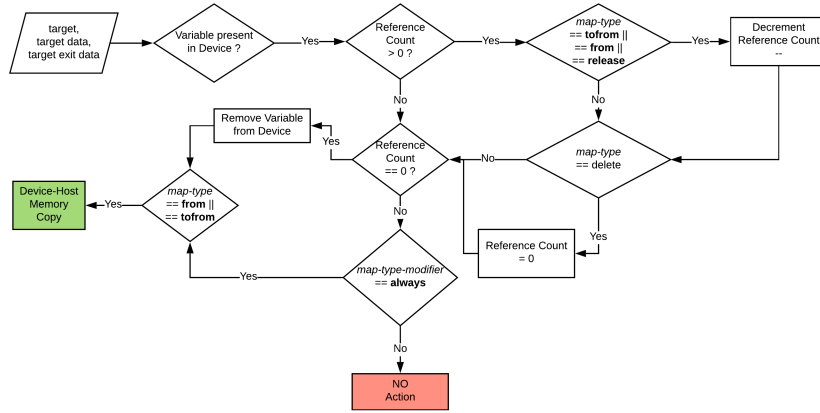 target,
target data,
target exit data
Variable present
in Device ?
Yes
Reference
Count
> 0 ?
Yes
map-type
== tofrom ||
== from ||
== release
Yes
Decrement
Reference Count
--
No
No
Remove Variable
from Device
Yes
Reference
Count
== 0 ?
No
map-type
== delete
Device-Host
Memory
Copy
Yes
map-type
== from ||
== tofrom
No
Yes
Reference Count
= 0
Yes
map-type-modifier
== always
No
NO
Action